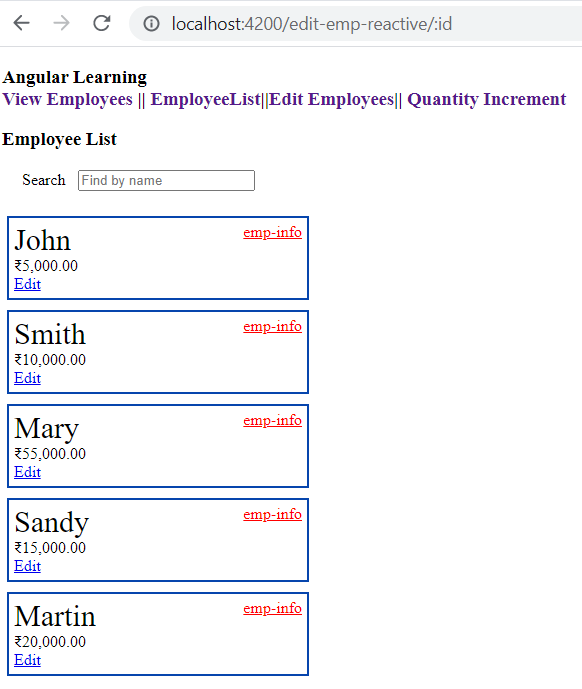 localhost:4200/edit-emp-reactive/:id
Angular Learning
View Employees || EmployeeList||Edit Employees|| Quantity Increment
Employee List
Search Find by name
John emp-info
₹5,000.00
Edit
Smith emp-info
₹10,000.00
Edit
Mary emp-info
₹55,000.00
Edit
Sandy emp-info
₹15,000.00
Edit
Martin emp-info
₹20,000.00
Edit